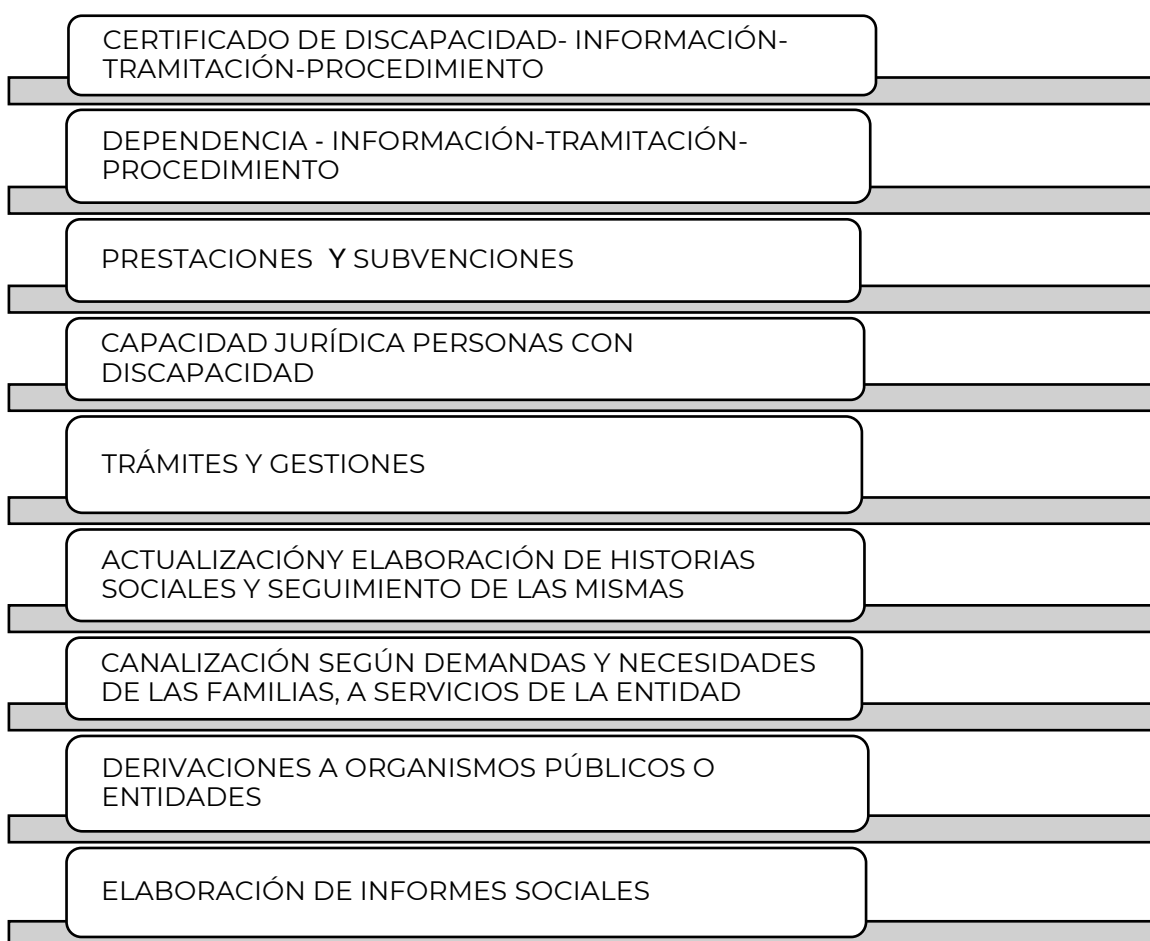 CERTIFICADO DE DISCAPACIDAD- INFORMACIÓN-
TRAMITACIÓN-PROCEDIMIENTO
DEPENDENCIA - INFORMACIÓN-TRAMITACIÓN-
PROCEDIMIENTO
PRESTACIONES Y SUBVENCIONES
CAPACIDAD JURÍDICA PERSONAS CON
DISCAPACIDAD
TRÁMITES Y GESTIONES
ACTUALIZACIÓNY ELABORACIÓN DE HISTORIAS
SOCIALES Y SEGUIMIENTO DE LAS MISMAS
CANALIZACIÓN SEGÚN DEMANDAS Y NECESIDADES
DE LAS FAMILIAS, A SERVICIOS DE LA ENTIDAD
DERIVACIONES A ORGANISMOS PÚBLICOS O
ENTIDADES
ELABORACIÓN DE INFORMES SOCIALES